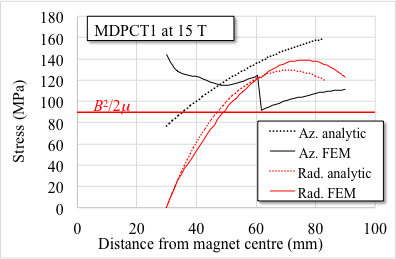 MDPCT1 at 15 T
180
160
140
120
100
80
60
40
20
0
Stress (MPa)
B²/2μ
Az. analytic
Az. FEM
Rad. analytic
Rad. FEM
0 20 40 60 80 100
Distance from magnet centre (mm)